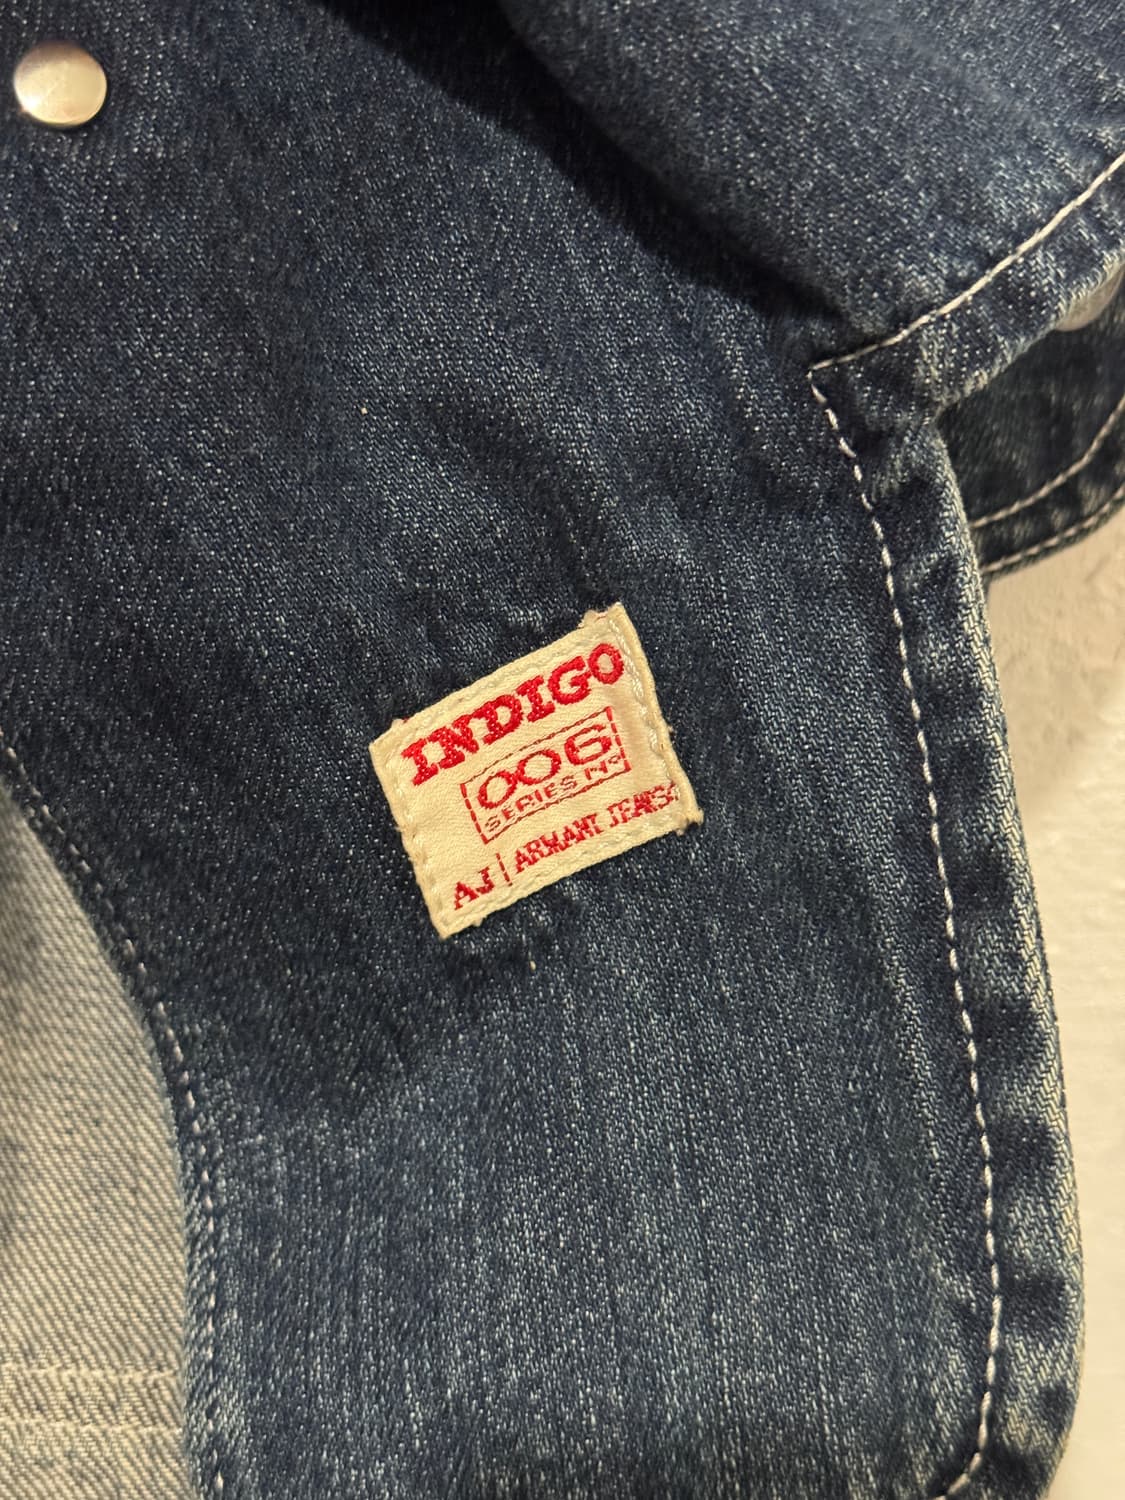 INDIGO
006
SERIES Nº
AJ | ARMANI JEANS